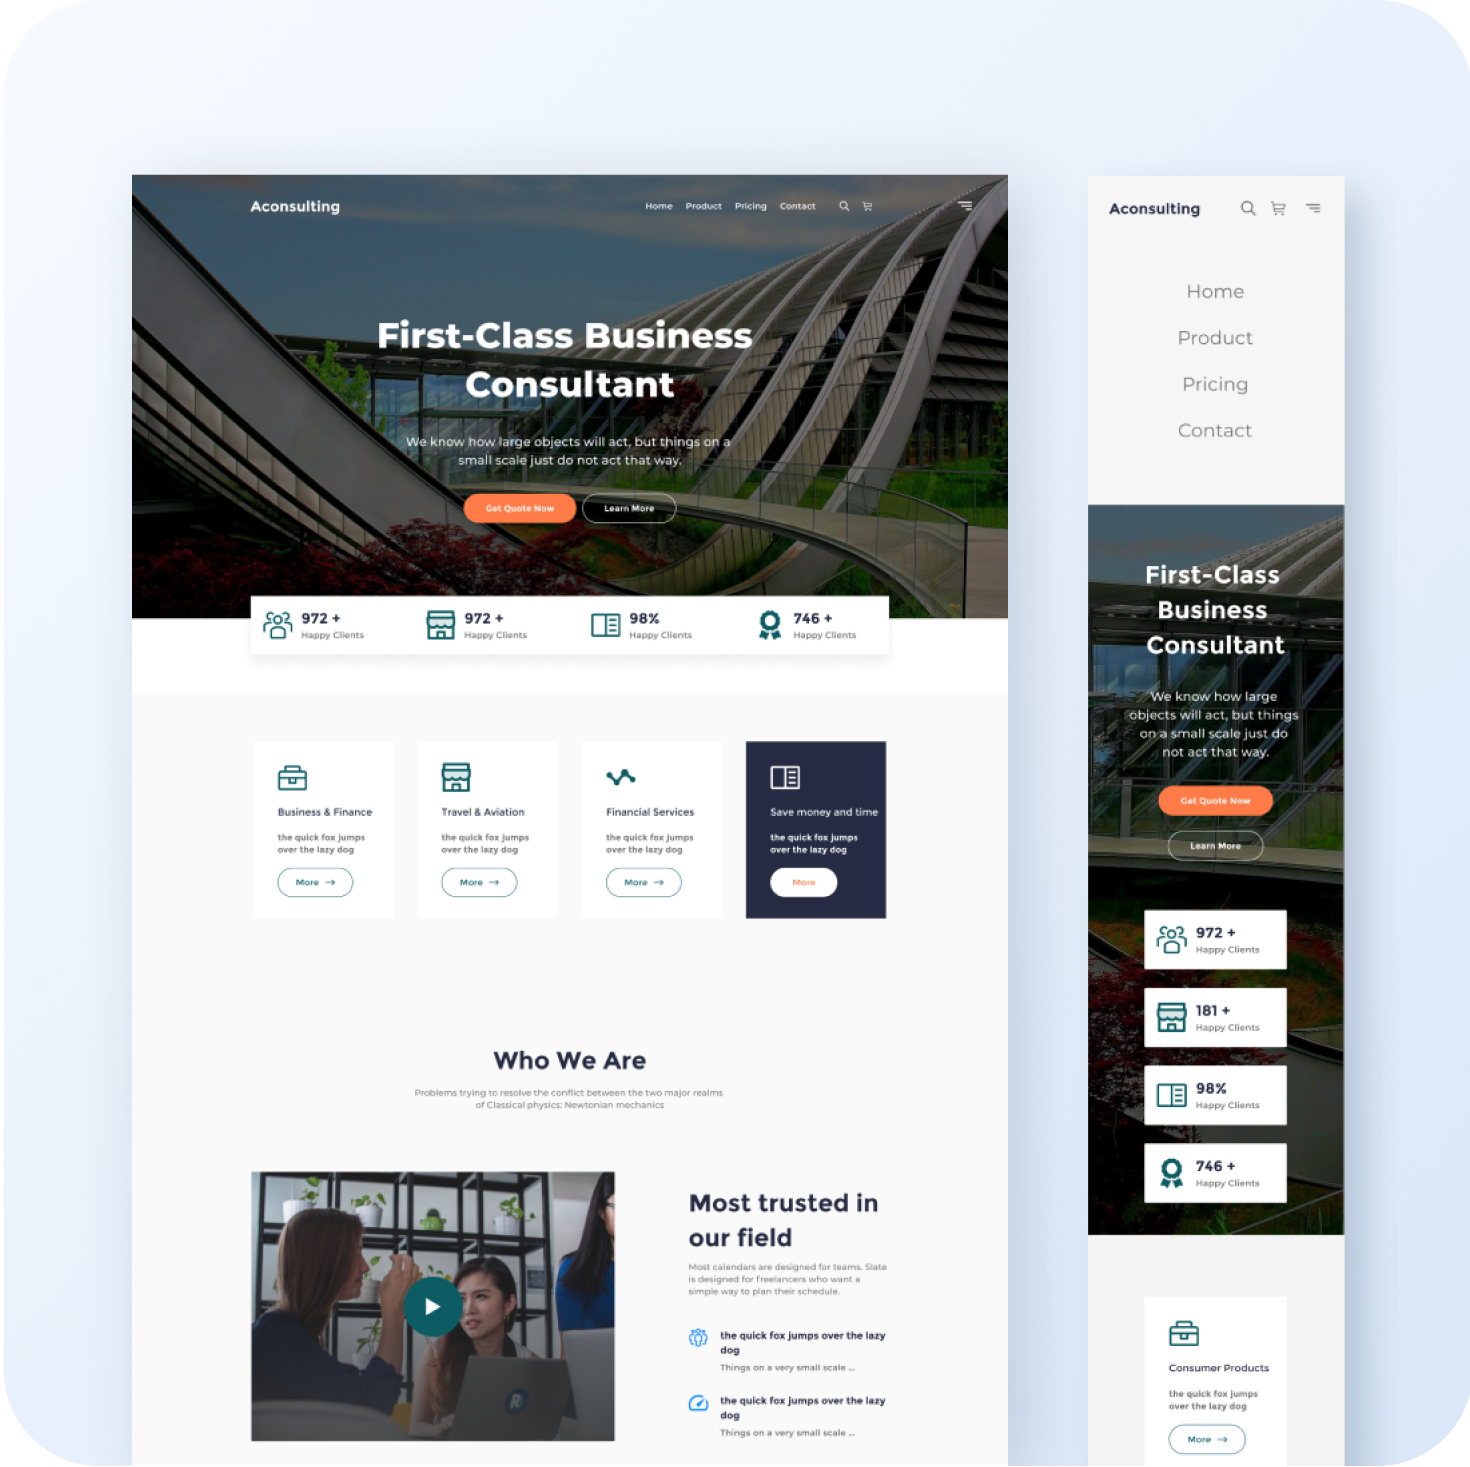 Aconsulting
Home Product Pricing Contact
First-Class Business
Consultant
We know how large objects will act, but things on a
small scale just do not act that way.
Get Quote Now Learn More
972 +
Happy Clients
972 +
Happy Clients
98%
Happy Clients
746 +
Happy Clients
Business & Finance
the quick fox jumps
over the lazy dog
More
Travel & Aviation
the quick fox jumps
over the lazy dog
More
Financial Services
the quick fox jumps
over the lazy dog
More
Save money and time
the quick fox jumps
over the lazy dog
More
Who We Are
Problems trying to resolve the conflict between the two major realms
of Classical physics: Newtonian mechanics
R
Most trusted in
our field
Most calendars are designed for teams. Slate
is designed for freelancers who want a
simple way to plan their schedule.
the quick fox jumps over the lazy
dog
Things on a very small scale ...
the quick fox jumps over the lazy
dog
Things on a very small scale ...
Aconsulting
Home
Product
Pricing
Contact
First-Class
Business
Consultant
We know how large
objects will act, but things
on a small scale just do
not act that way.
Get Quote Now
Learn More
972 +
Happy Clients
181 +
Happy Clients
98%
Happy Clients
746 +
Happy Clients
Consumer Products
the quick fox jumps
over the lazy dog
More